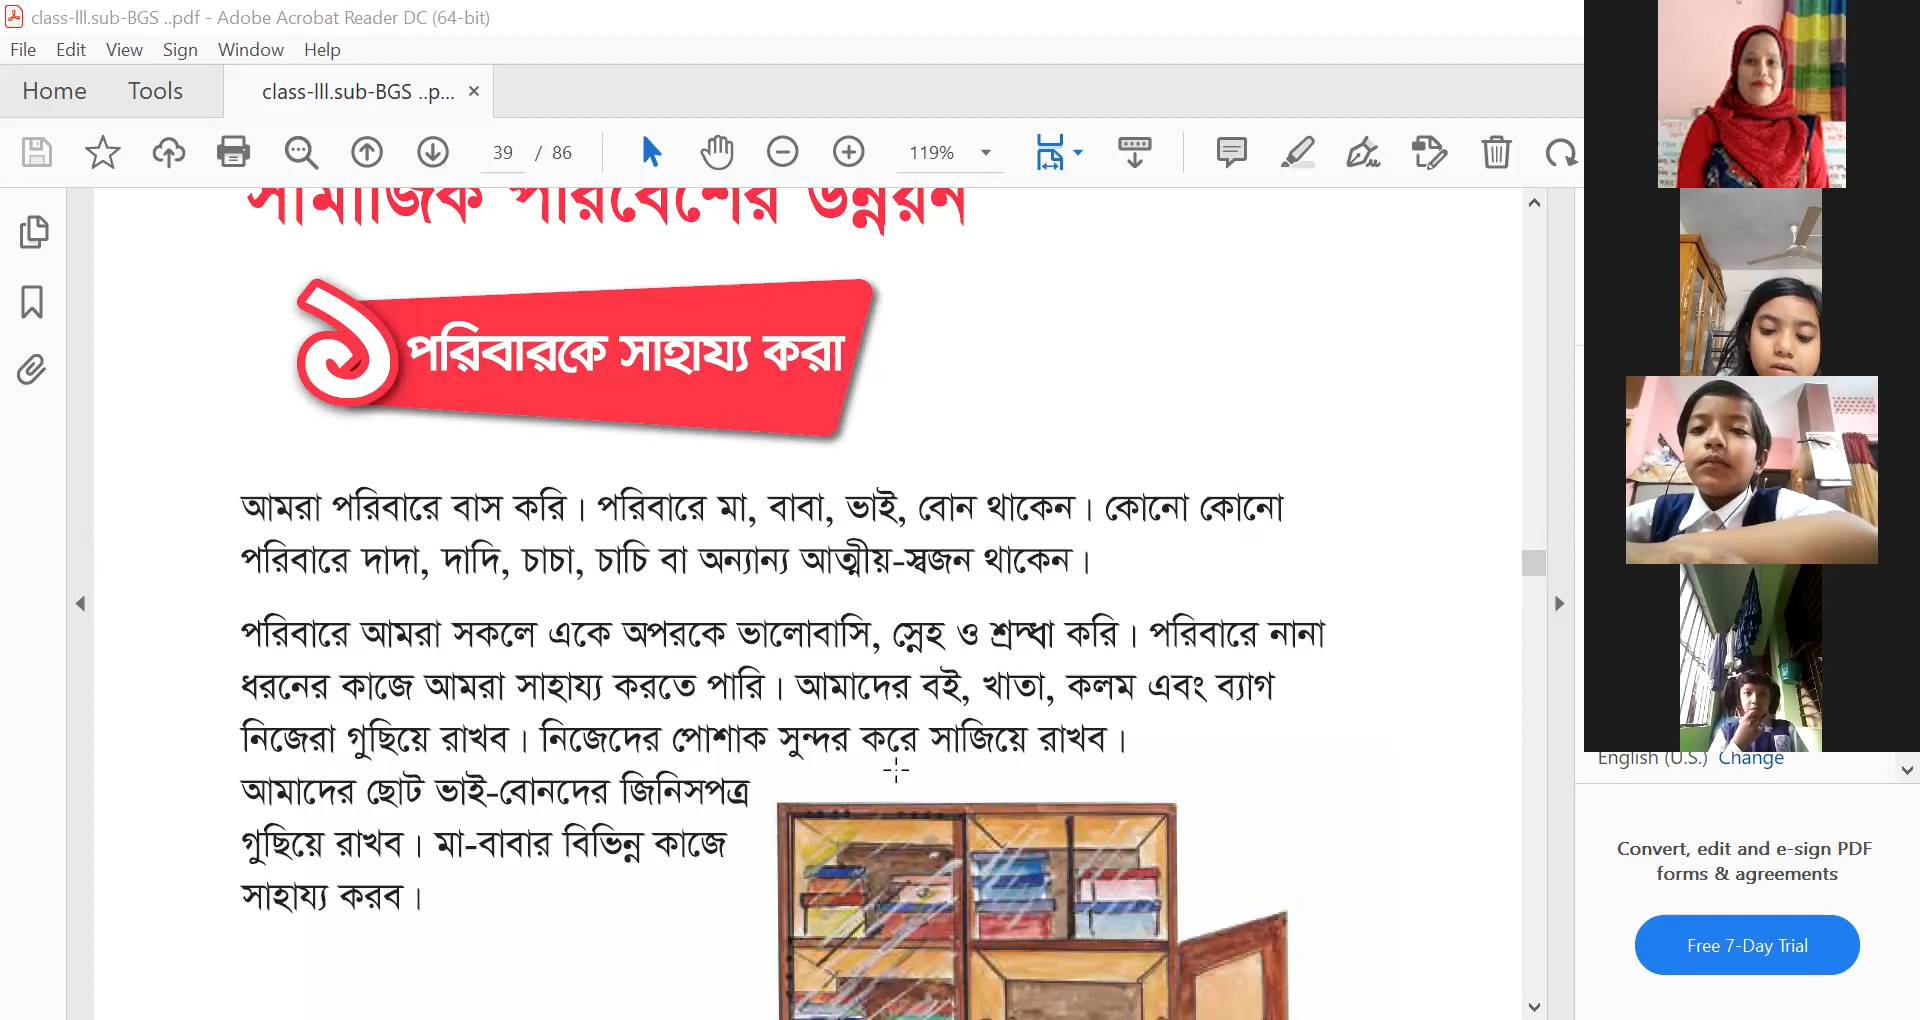 class-lll.sub-BGS ..pdf - Adobe Acrobat Reader DC (64-bit)
File Edit View Sign Window Help
Home Tools class-lll.sub-BGS ..p... ×
39 / 86 119%
সামাজিক পরিবেশের উন্নয়ন
১ পরিবারকে সাহায্য করা
আমরা পরিবারে বাস করি। পরিবারে মা, বাবা, ভাই, বোন থাকেন। কোনো কোনো
পরিবারে দাদা, দাদি, চাচা, চাচি বা অন্যান্য আত্মীয়-স্বজন থাকেন।
পরিবারে আমরা সকলে একে অপরকে ভালোবাসি, স্নেহ ও শ্রদ্ধা করি। পরিবারে নানা
ধরনের কাজে আমরা সাহায্য করতে পারি। আমাদের বই, খাতা, কলম এবং ব্যাগ
নিজেরা গুছিয়ে রাখব। নিজেদের পোশাক সুন্দর করে সাজিয়ে রাখব।
আমাদের ছোট ভাই-বোনদের জিনিসপত্র
গুছিয়ে রাখব। মা-বাবার বিভিন্ন কাজে
সাহায্য করব।
English (U.S.) Change
Convert, edit and e-sign PDF
forms & agreements
Free 7-Day Trial